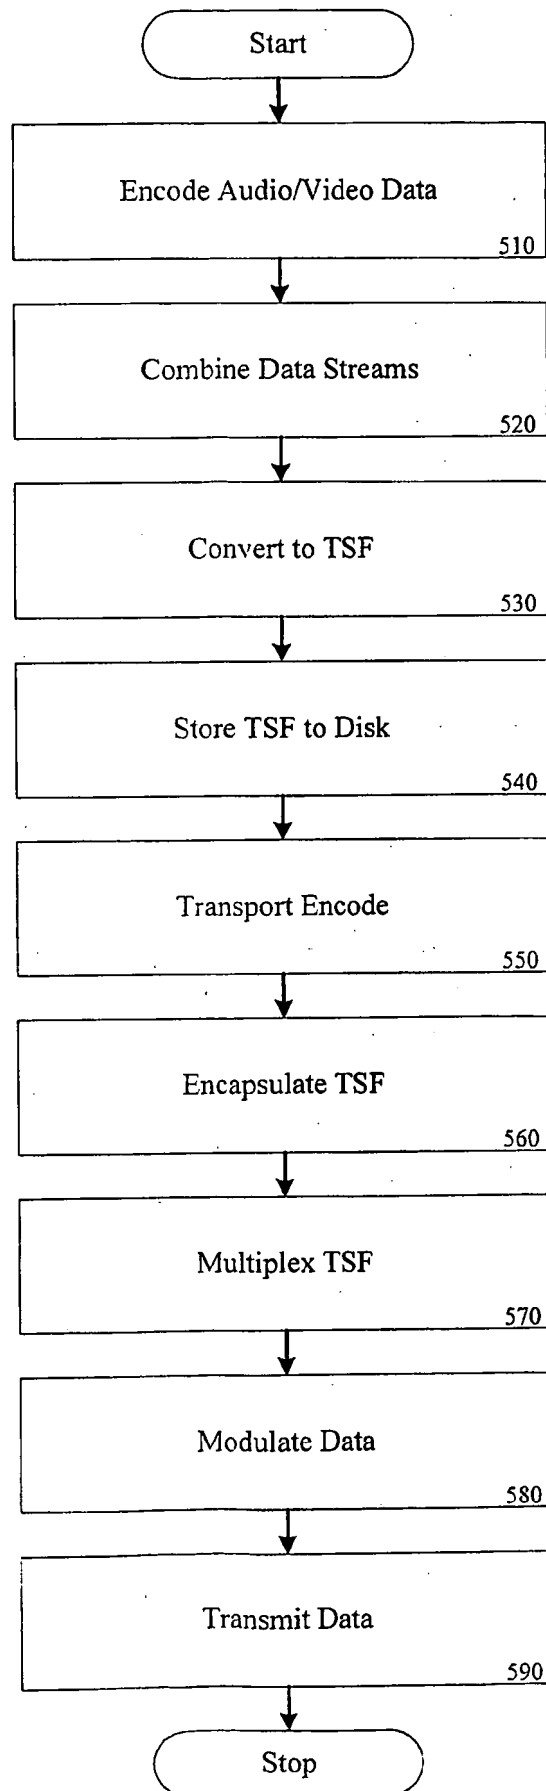 Start
Encode Audio/Video Data
510
Combine Data Streams
520
Convert to TSF
530
Store TSF to Disk
540
Transport Encode
550
Encapsulate TSF
560
Multiplex TSF
570
Modulate Data
580
Transmit Data
590
Stop